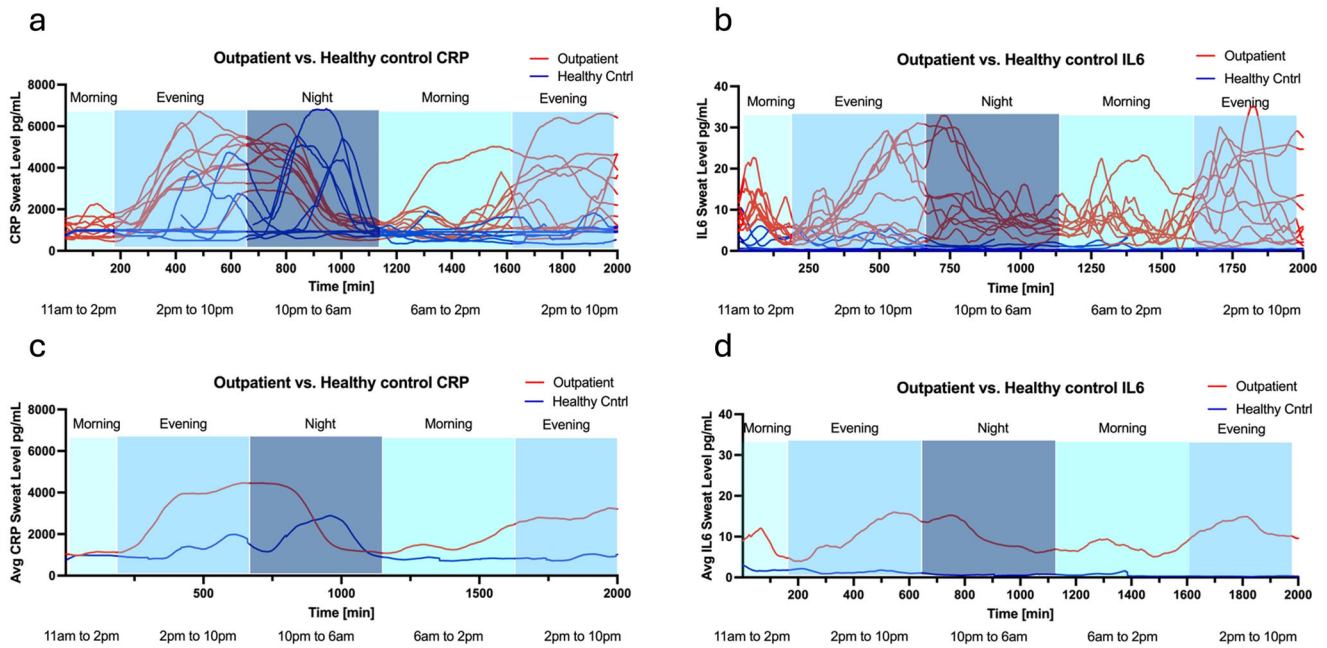 a
Outpatient vs. Healthy control CRP
Outpatient
Healthy Cntrl
CRP Sweat Level pg/mL
8000
6000
4000
2000
0
Morning Evening Night Morning Evening
200 400 600 800 1000 1200 1400 1600 1800 2000
Time [min]
11am to 2pm 2pm to 10pm 10pm to 6am 6am to 2pm 2pm to 10pm
b
Outpatient vs. Healthy control IL6
Outpatient
Healthy Cntrl
IL6 Sweat Level pg/mL
40
30
20
10
0
Morning Evening Night Morning Evening
250 500 750 1000 1250 1500 1750 2000
Time [min]
11am to 2pm 2pm to 10pm 10pm to 6am 6am to 2pm 2pm to 10pm
c
Outpatient vs. Healthy control CRP
Outpatient
Healthy Cntrl
Avg CRP Sweat Level pg/mL
8000
6000
4000
2000
0
Morning Evening Night Morning Evening
500 1000 1500 2000
Time [min]
11am to 2pm 2pm to 10pm 10pm to 6am 6am to 2pm 2pm to 10pm
d
Outpatient vs. Healthy control IL6
Outpatient
Healthy Cntrl
Avg IL6 Sweat Level pg/mL
40
30
20
10
0
Morning Evening Night Morning Evening
200 400 600 800 1000 1200 1400 1600 1800 2000
Time [min]
11am to 2pm 2pm to 10pm 10pm to 6am 6am to 2pm 2pm to 10pm